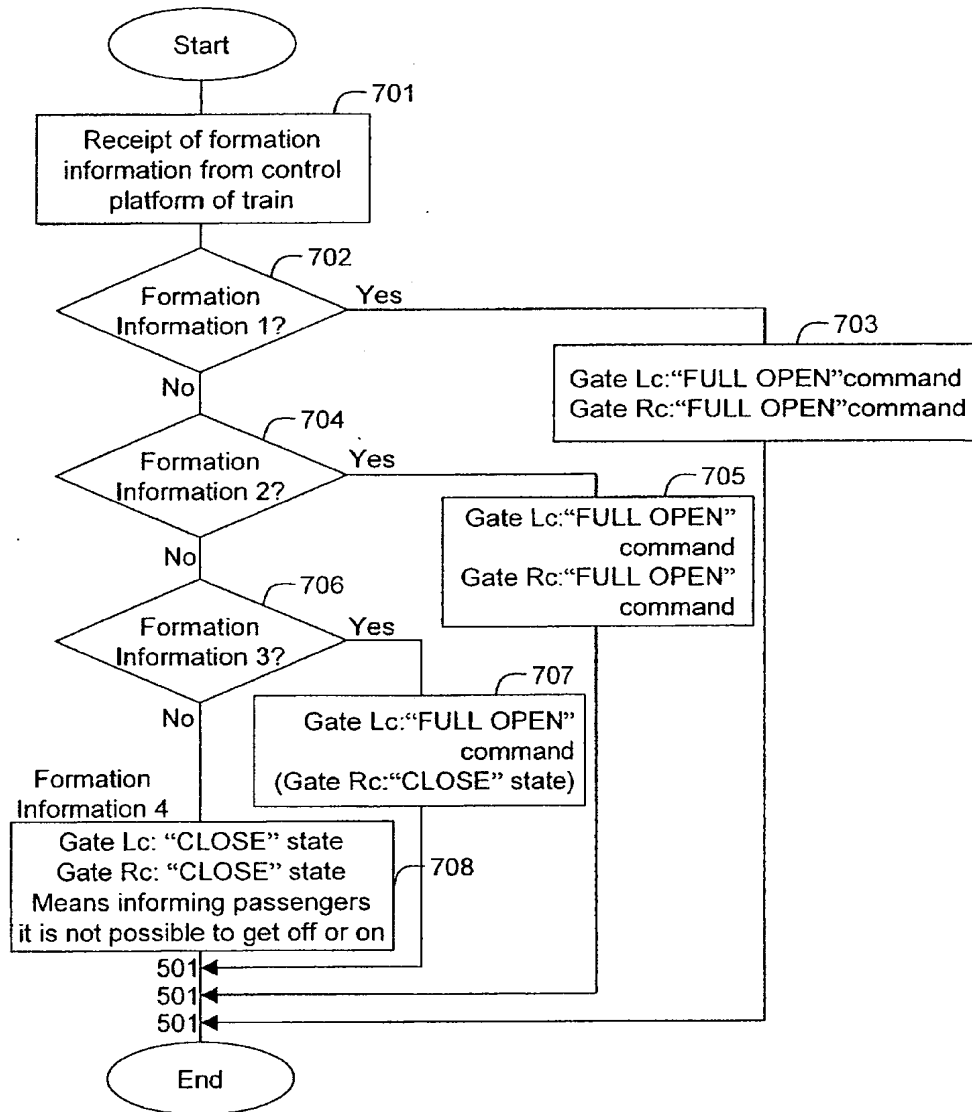 Start
701
Receipt of formation
information from control
platform of train
702
Formation
Information 1?
Yes
No
703
Gate Lc:“FULL OPEN”command
Gate Rc:“FULL OPEN”command
704
Formation
Information 2?
Yes
No
705
Gate Lc:“FULL OPEN”
command
Gate Rc:“FULL OPEN”
command
706
Formation
Information 3?
Yes
No
707
Gate Lc:“FULL OPEN”
command
(Gate Rc:“CLOSE” state)
Formation
Information 4
Gate Lc: “CLOSE” state
Gate Rc: “CLOSE” state
Means informing passengers
it is not possible to get off or on
708
501
501
501
End